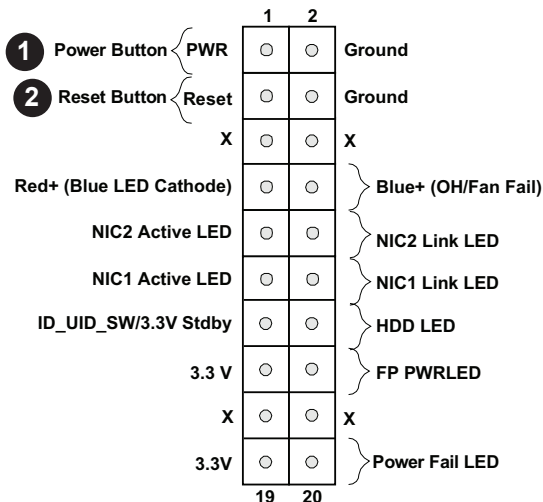 1 2
1 Power Button PWR Ground
2 Reset Button Reset Ground
X X
Red+ (Blue LED Cathode) Blue+ (OH/Fan Fail)
NIC2 Active LED NIC2 Link LED
NIC1 Active LED NIC1 Link LED
ID_UID_SW/3.3V Stdby HDD LED
3.3 V FP PWRLED
X X
3.3V Power Fail LED
19 20